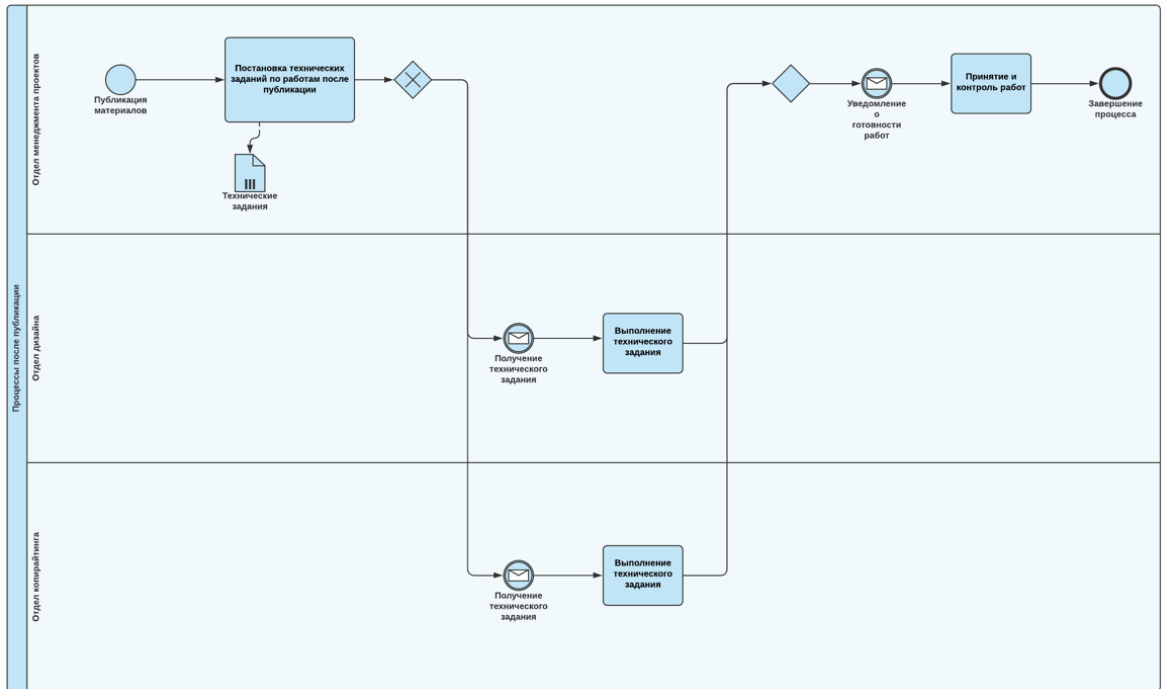 Процессы после публикации
Отдел менеджмента проектов
Публикация
материалов
Постановка технических
заданий по работам после
публикации
Технические
задания
Уведомление
о
готовности
работ
Принятие и
контроль работ
Завершение
процесса
Отдел дизайна
Получение
технического
задания
Выполнение
технического
задания
Отдел копирайтинга
Получение
технического
задания
Выполнение
технического
задания